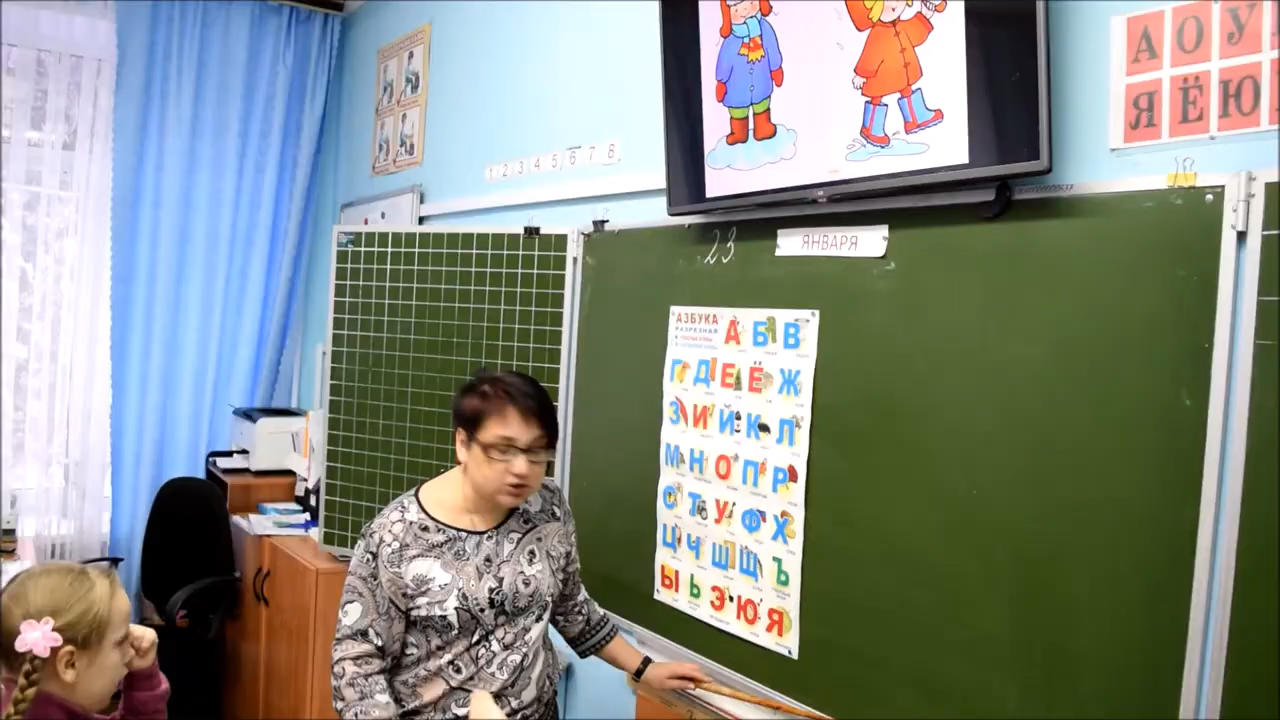 А О У
Я Ё Ю
1 2 3 4 5 6 7 8
23 ЯНВАРЯ
АЗБУКА
РАЗРЕЗНАЯ
А Б В
Г Д Е Ё Ж
З И Й К Л
М Н О П Р
С Т У Ф Х
Ц Ч Ш Щ Ъ
Ы Ь Э Ю Я